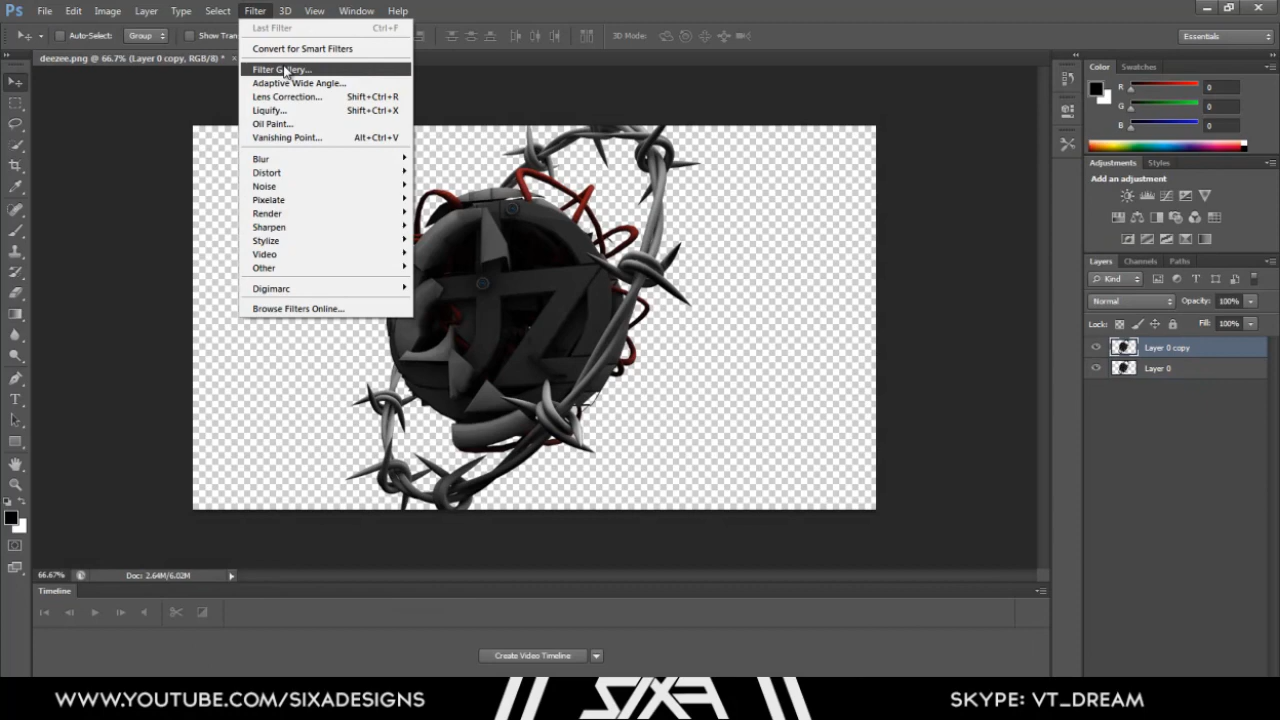 Ps File Edit Image Layer Type Select Filter 3D View Window Help
Auto-Select: Group Show Tran 3D Mode: Essentials
deezee.png @ 66.7% (Layer 0 copy, RGB/8) *
Last Filter Ctrl+F
Convert for Smart Filters
Filter Gallery...
Adaptive Wide Angle...
Lens Correction... Shift+Ctrl+R
Liquify... Shift+Ctrl+X
Oil Paint...
Vanishing Point... Alt+Ctrl+V
Blur
Distort
Noise
Pixelate
Render
Sharpen
Stylize
Video
Other
Digimarc
Browse Filters Online...
Color Swatches
R 0
G 0
B 0
Adjustments Styles
Add an adjustment
Layers Channels Paths
Kind
Normal Opacity: 100%
Lock: Fill: 100%
Layer 0 copy
Layer 0
66.67% Doc: 2.64M/6.02M
Timeline
Create Video Timeline
WWW.YOUTUBE.COM/SIXADESIGNS SIXA SKYPE: VT_DREAM